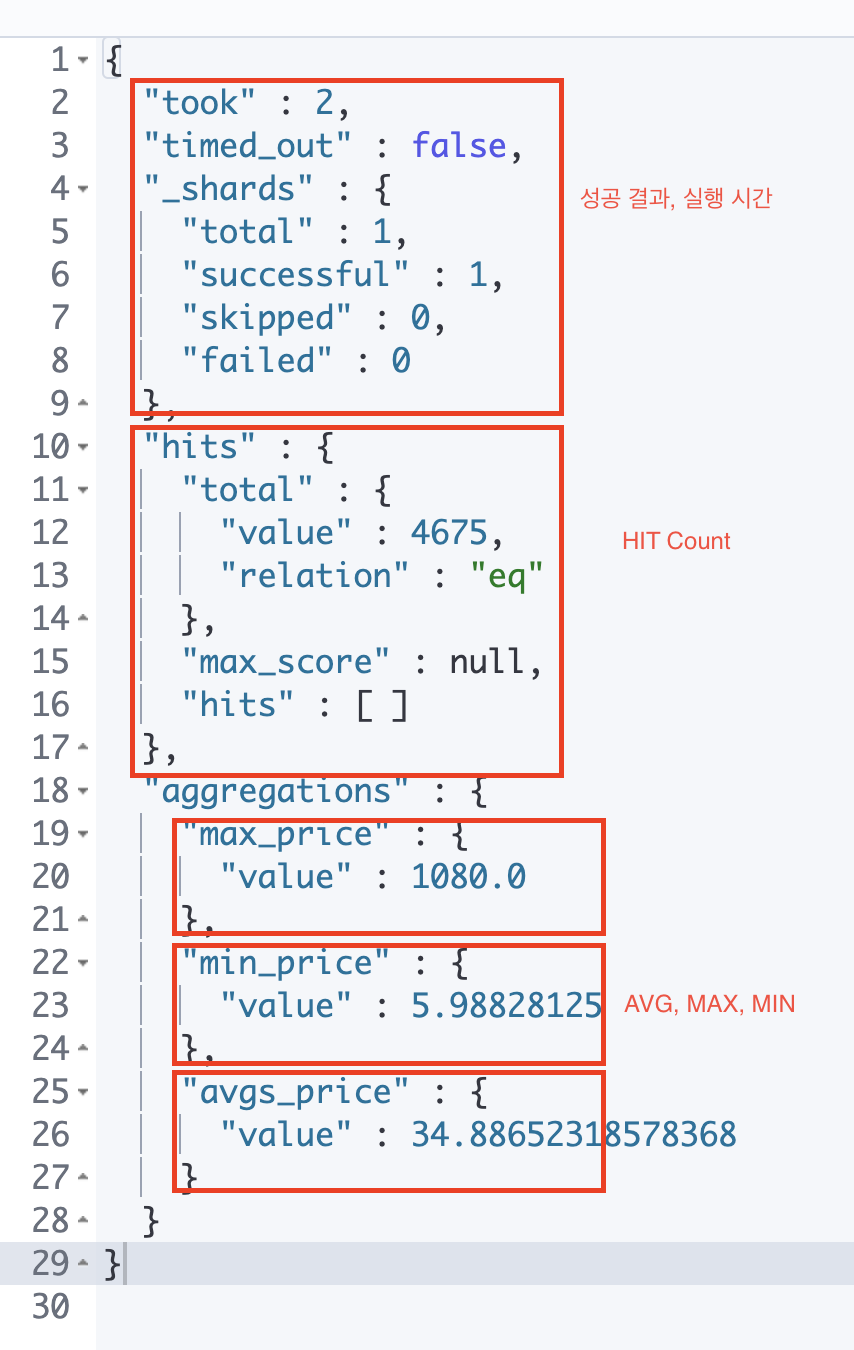 1 {
2 "took" : 2,
3 "timed_out" : false,
4 "_shards" : {
성공 결과, 실행 시간
5 "total" : 1,
6 "successful" : 1,
7 "skipped" : 0,
8 "failed" : 0
9 },
10 "hits" : {
11 "total" : {
12 "value" : 4675,
HIT Count
13 "relation" : "eq"
14 },
15 "max_score" : null,
16 "hits" : [ ]
17 },
18 "aggregations" : {
19 "max_price" : {
20 "value" : 1080.0
21 },
22 "min_price" : {
23 "value" : 5.98828125
AVG, MAX, MIN
24 },
25 "avgs_price" : {
26 "value" : 34.88652318578368
27 }
28 }
29 }
30